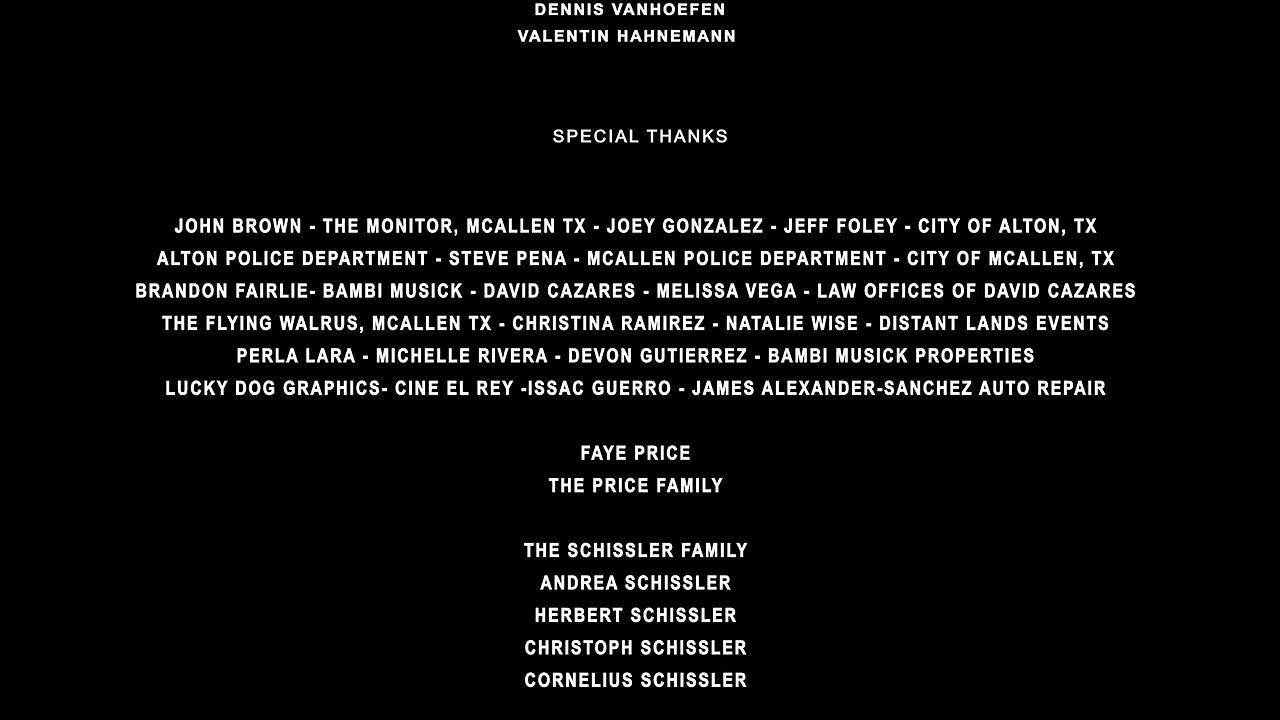 DENNIS VANHOEFEN
VALENTIN HAHNEMANN
SPECIAL THANKS
JOHN BROWN - THE MONITOR, MCALLEN TX - JOEY GONZALEZ - JEFF FOLEY - CITY OF ALTON, TX
ALTON POLICE DEPARTMENT - STEVE PENA - MCALLEN POLICE DEPARTMENT - CITY OF MCALLEN, TX
BRANDON FAIRLIE- BAMBI MUSICK - DAVID CAZARES - MELISSA VEGA - LAW OFFICES OF DAVID CAZARES
THE FLYING WALRUS, MCALLEN TX - CHRISTINA RAMIREZ - NATALIE WISE - DISTANT LANDS EVENTS
PERLA LARA - MICHELLE RIVERA - DEVON GUTIERREZ - BAMBI MUSICK PROPERTIES
LUCKY DOG GRAPHICS- CINE EL REY -ISSAC GUERRO - JAMES ALEXANDER-SANCHEZ AUTO REPAIR
FAYE PRICE
THE PRICE FAMILY
THE SCHISSLER FAMILY
ANDREA SCHISSLER
HERBERT SCHISSLER
CHRISTOPH SCHISSLER
CORNELIUS SCHISSLER